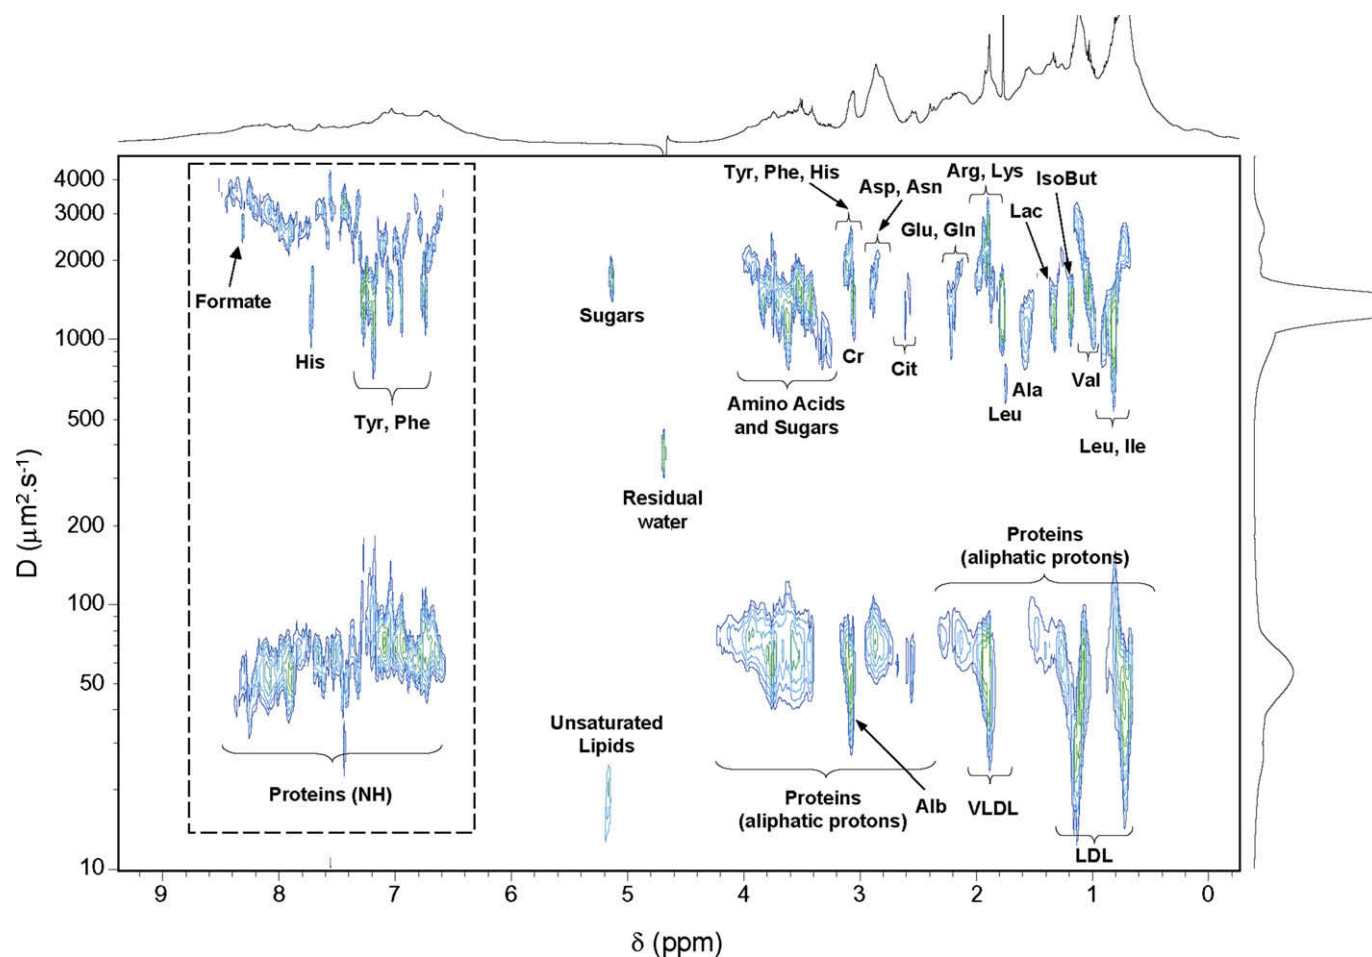 4000
3000
2000
1000
500
200
100
50
10
D (μm².s⁻¹)
Formate
His
Tyr, Phe
Sugars
Residual
water
Tyr, Phe, His
Asp, Asn
Glu, Gln
Arg, Lys
Lac
IsoBut
Cr
Cit
Amino Acids
and Sugars
Leu
Ala
Val
Leu, Ile
Proteins
(aliphatic protons)
Proteins (NH)
Unsaturated
Lipids
Proteins
(aliphatic protons)
Alb
VLDL
LDL
9 8 7 6 5 4 3 2 1 0
δ (ppm)